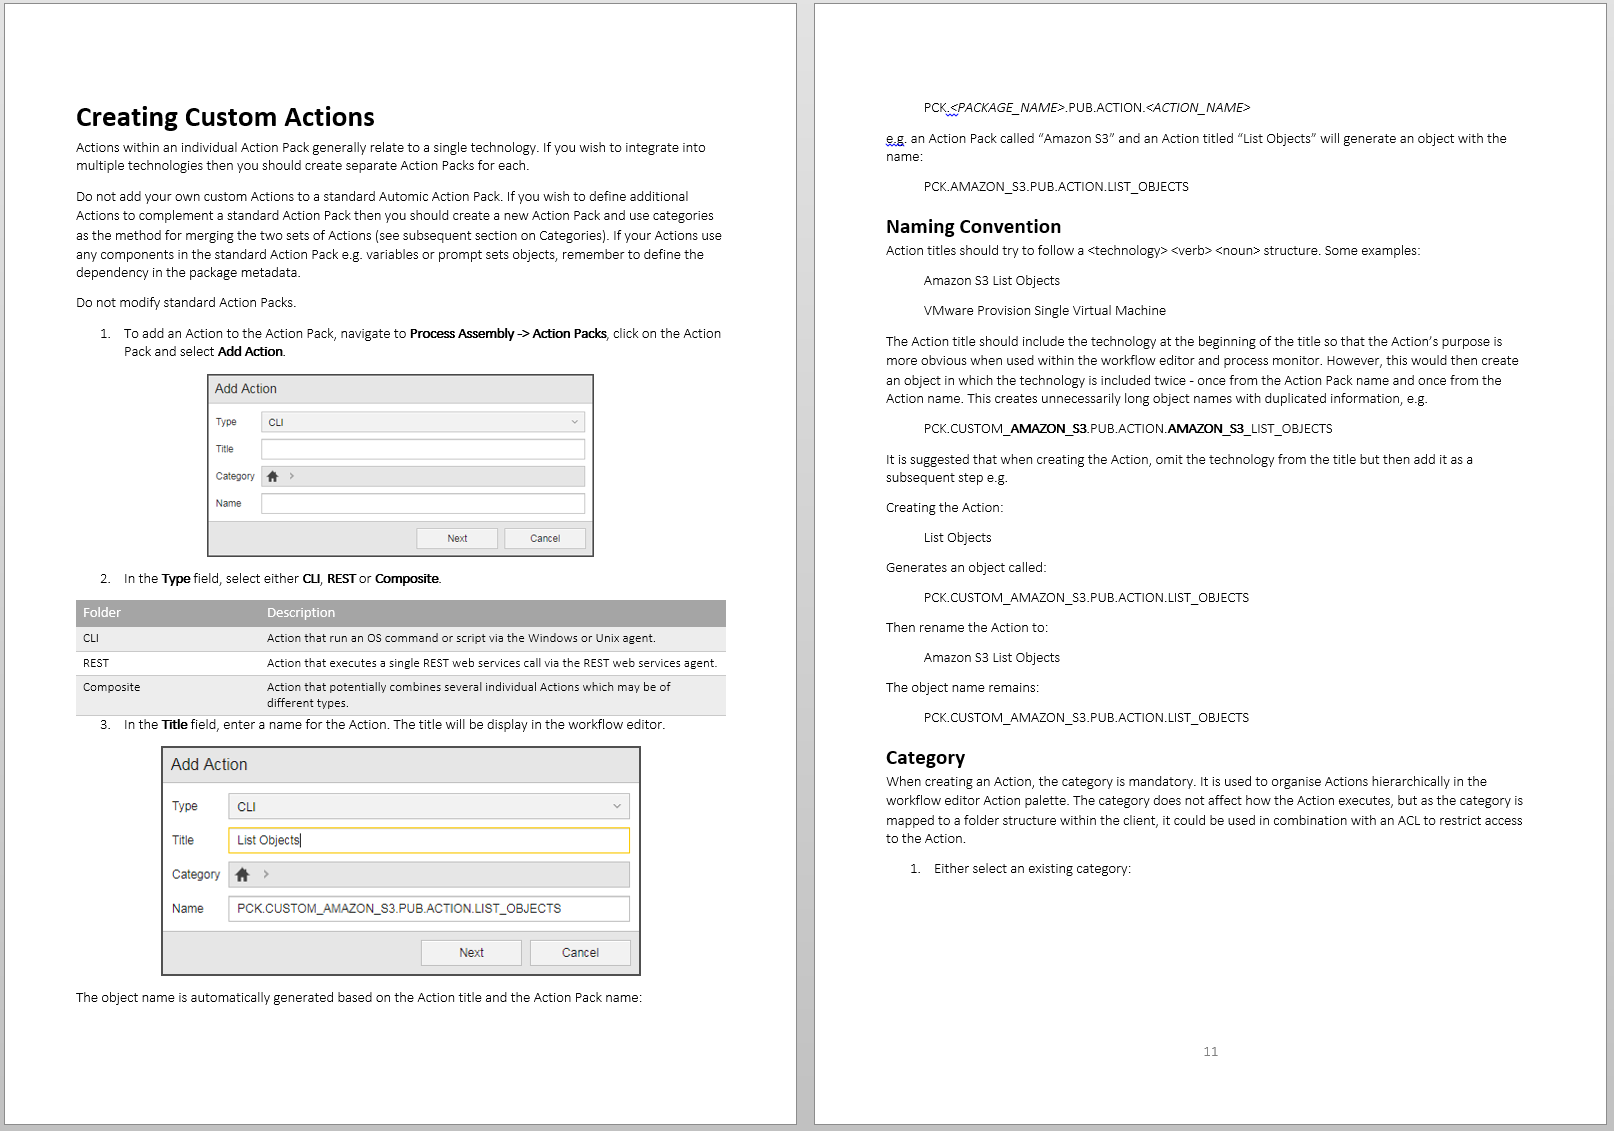 Creating Custom Actions
Actions within an individual Action Pack generally relate to a single technology. If you wish to integrate into
multiple technologies then you should create separate Action Packs for each.
Do not add your own custom Actions to a standard Automic Action Pack. If you wish to define additional
Actions to complement a standard Action Pack then you should create a new Action Pack and use categories
as the method for merging the two sets of Actions (see subsequent section on Categories). If your Actions use
any components in the standard Action Pack e.g. variables or prompt sets objects, remember to define the
dependency in the package metadata.
Do not modify standard Action Packs.
1. To add an Action to the Action Pack, navigate to Process Assembly -> Action Packs, click on the Action
Pack and select Add Action.
Add Action
Type CLI
Title
Category
Name
Next Cancel
2. In the Type field, select either CLI, REST or Composite.
Folder Description
CLI Action that run an OS command or script via the Windows or Unix agent.
REST Action that executes a single REST web services call via the REST web services agent.
Composite Action that potentially combines several individual Actions which may be of
different types.
3. In the Title field, enter a name for the Action. The title will be display in the workflow editor.
Add Action
Type CLI
Title List Objects
Category
Name PCK.CUSTOM_AMAZON_S3.PUB.ACTION.LIST_OBJECTS
Next Cancel
The object name is automatically generated based on the Action title and the Action Pack name:
PCK.<PACKAGE_NAME>.PUB.ACTION.<ACTION_NAME>
e.g. an Action Pack called “Amazon S3” and an Action titled “List Objects” will generate an object with the
name:
PCK.AMAZON_S3.PUB.ACTION.LIST_OBJECTS
Naming Convention
Action titles should try to follow a <technology> <verb> <noun> structure. Some examples:
Amazon S3 List Objects
VMware Provision Single Virtual Machine
The Action title should include the technology at the beginning of the title so that the Action’s purpose is
more obvious when used within the workflow editor and process monitor. However, this would then create
an object in which the technology is included twice - once from the Action Pack name and once from the
Action name. This creates unnecessarily long object names with duplicated information, e.g.
PCK.CUSTOM_AMAZON_S3.PUB.ACTION.AMAZON_S3_LIST_OBJECTS
It is suggested that when creating the Action, omit the technology from the title but then add it as a
subsequent step e.g.
Creating the Action:
List Objects
Generates an object called:
PCK.CUSTOM_AMAZON_S3.PUB.ACTION.LIST_OBJECTS
Then rename the Action to:
Amazon S3 List Objects
The object name remains:
PCK.CUSTOM_AMAZON_S3.PUB.ACTION.LIST_OBJECTS
Category
When creating an Action, the category is mandatory. It is used to organise Actions hierarchically in the
workflow editor Action palette. The category does not affect how the Action executes, but as the category is
mapped to a folder structure within the client, it could be used in combination with an ACL to restrict access
to the Action.
1. Either select an existing category:
11